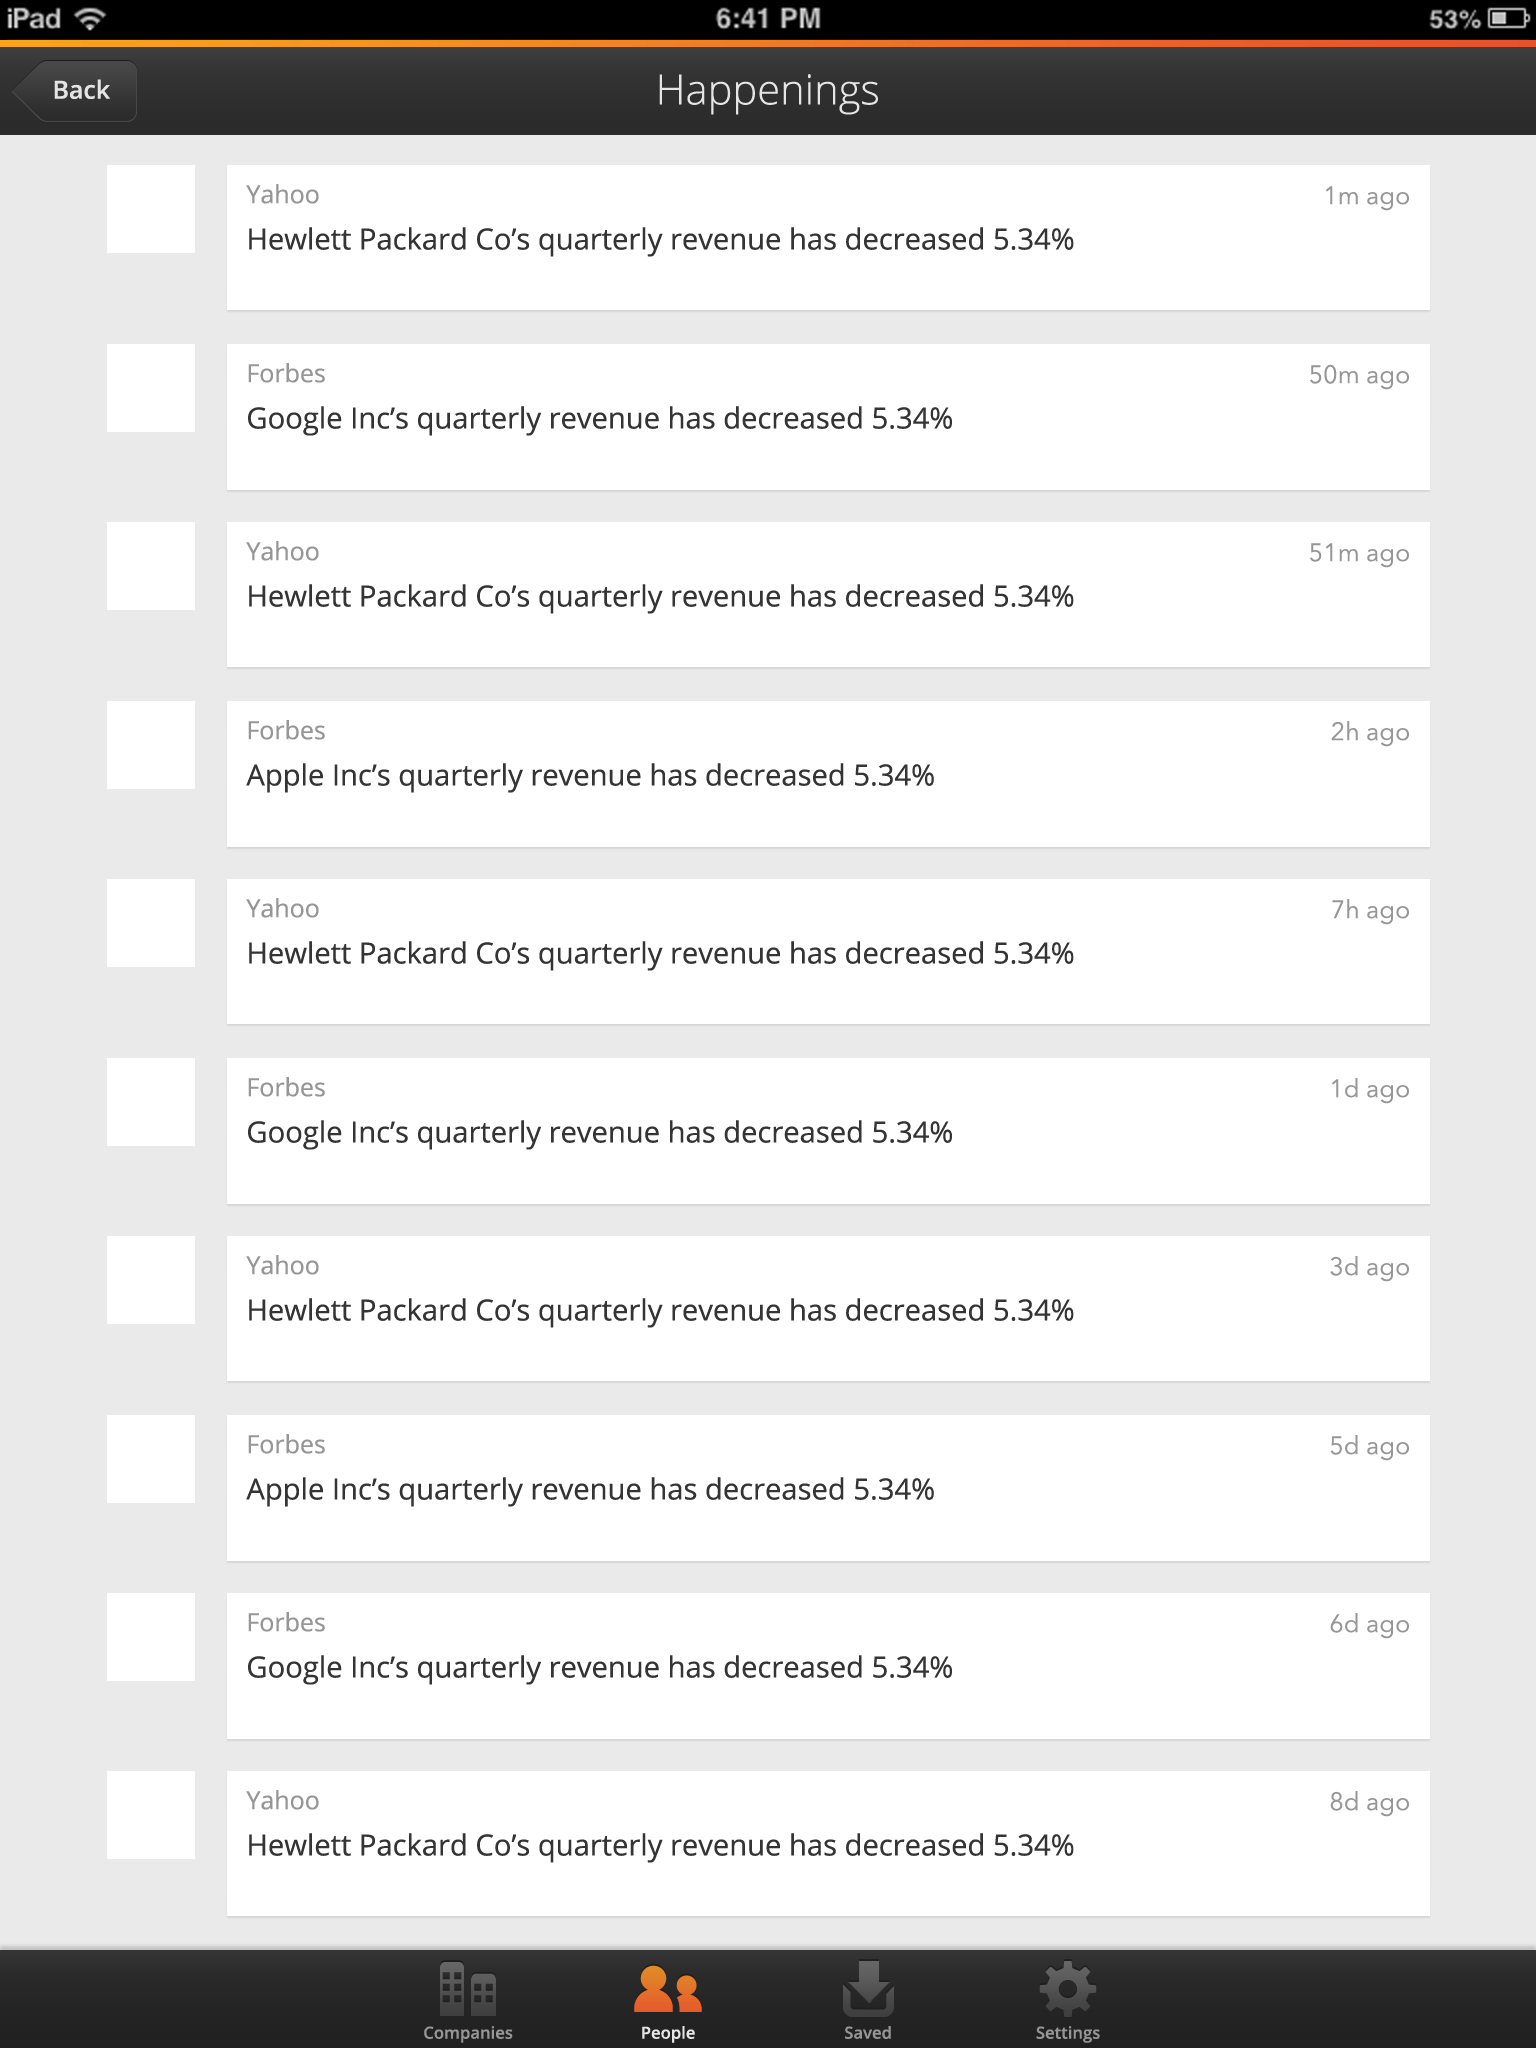 iPad 6:41 PM 53%
Back Happenings
Yahoo 1m ago
Hewlett Packard Co’s quarterly revenue has decreased 5.34%
Forbes 50m ago
Google Inc’s quarterly revenue has decreased 5.34%
Yahoo 51m ago
Hewlett Packard Co’s quarterly revenue has decreased 5.34%
Forbes 2h ago
Apple Inc’s quarterly revenue has decreased 5.34%
Yahoo 7h ago
Hewlett Packard Co’s quarterly revenue has decreased 5.34%
Forbes 1d ago
Google Inc’s quarterly revenue has decreased 5.34%
Yahoo 3d ago
Hewlett Packard Co’s quarterly revenue has decreased 5.34%
Forbes 5d ago
Apple Inc’s quarterly revenue has decreased 5.34%
Forbes 6d ago
Google Inc’s quarterly revenue has decreased 5.34%
Yahoo 8d ago
Hewlett Packard Co’s quarterly revenue has decreased 5.34%
Companies People Saved Settings